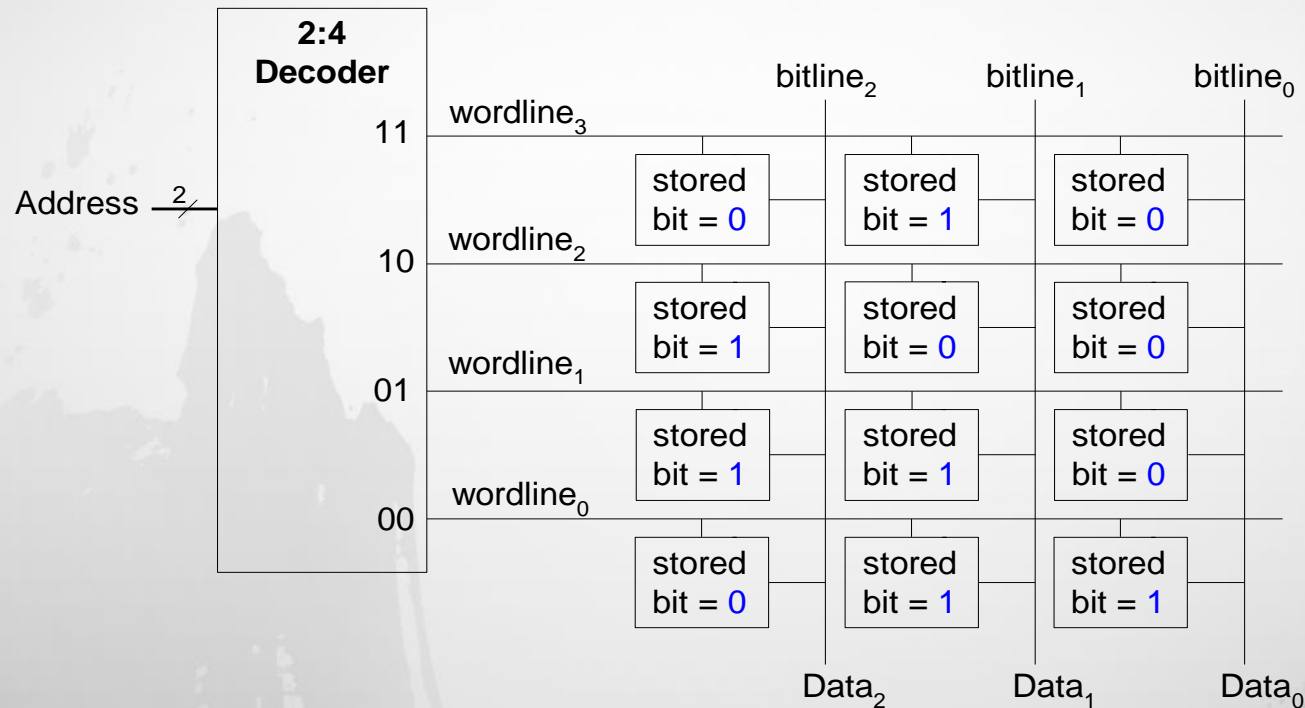 2:4
Decoder
bitline₂ bitline₁ bitline₀
wordline₃
11
stored stored stored
bit = 0 bit = 1 bit = 0
Address 2
wordline₂
10
stored stored stored
bit = 1 bit = 0 bit = 0
wordline₁
01
stored stored stored
bit = 1 bit = 1 bit = 0
wordline₀
00
stored stored stored
bit = 0 bit = 1 bit = 1
Data₂ Data₁ Data₀